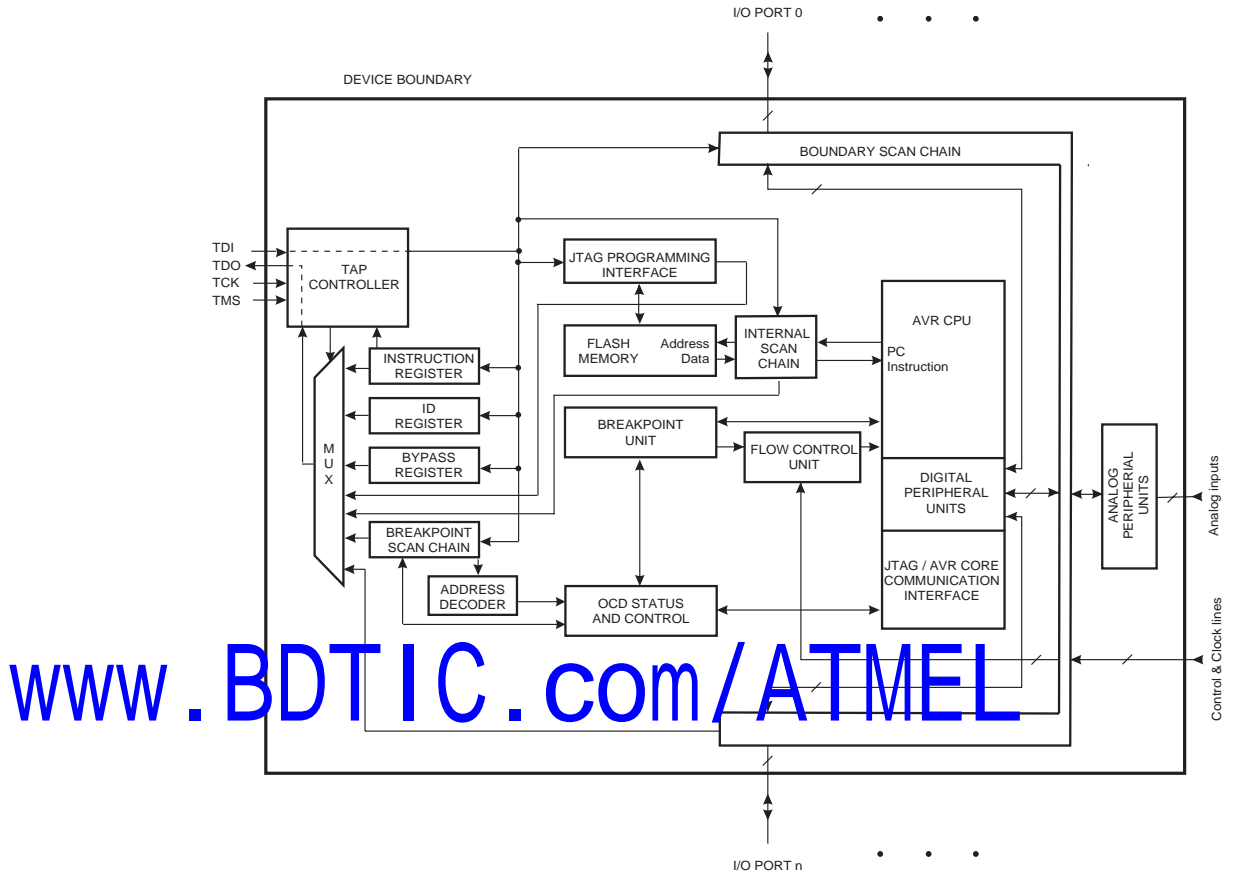 I/O PORT 0
DEVICE BOUNDARY
BOUNDARY SCAN CHAIN
TDI
TDO
TCK
TMS
TAP
CONTROLLER
JTAG PROGRAMMING
INTERFACE
AVR CPU
FLASH
MEMORY
Address
Data
INTERNAL
SCAN
CHAIN
PC
Instruction
INSTRUCTION
REGISTER
ID
REGISTER
M
U
X
BYPASS
REGISTER
BREAKPOINT
UNIT
FLOW CONTROL
UNIT
DIGITAL
PERIPHERAL
UNITS
ANALOG
PERIPHERIAL
UNITS
Analog inputs
BREAKPOINT
SCAN CHAIN
ADDRESS
DECODER
OCD STATUS
AND CONTROL
JTAG / AVR CORE
COMMUNICATION
INTERFACE
Control & Clock lines
www.BDTIC.com/ATMEL
I/O PORT n